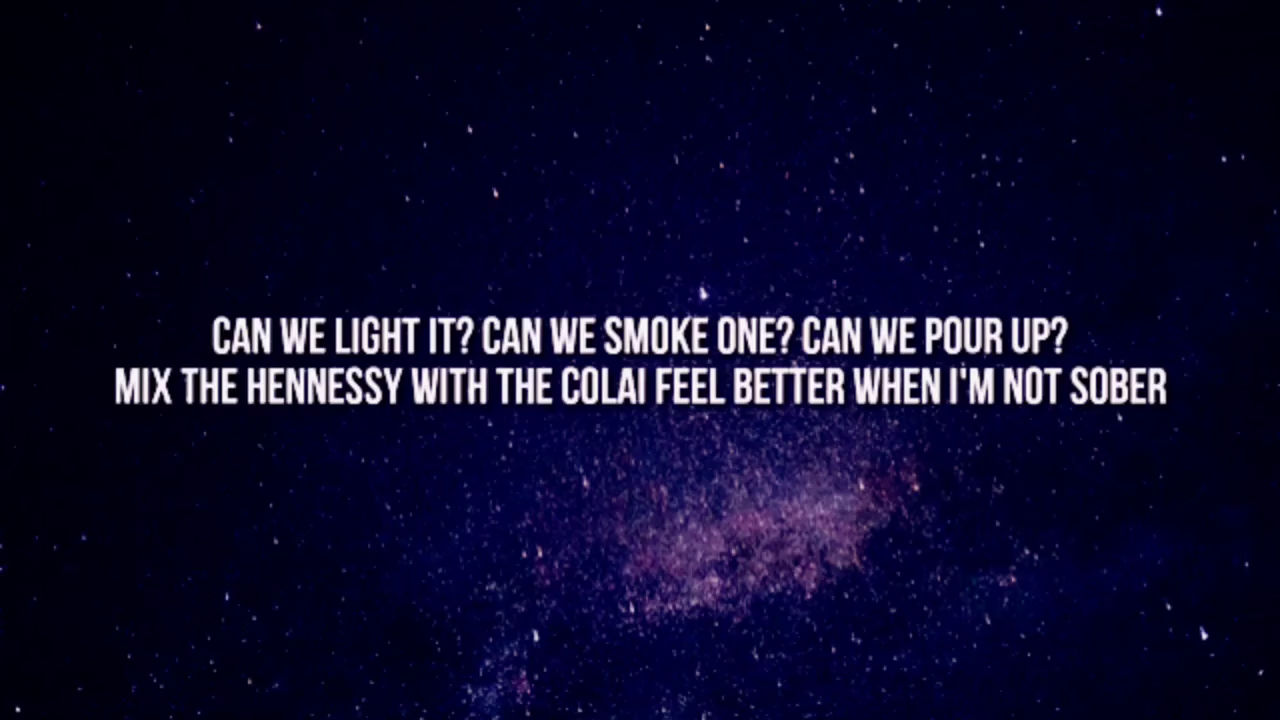 CAN WE LIGHT IT? CAN WE SMOKE ONE? CAN WE POUR UP?
MIX THE HENNESSY WITH THE COLAI FEEL BETTER WHEN I'M NOT SOBER